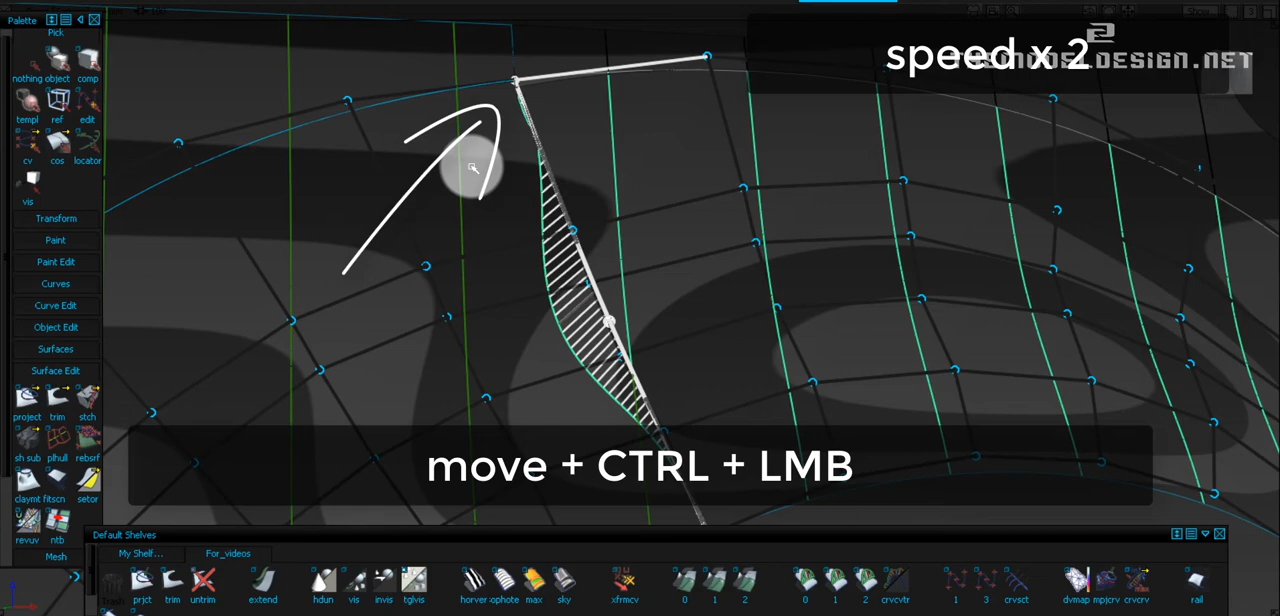 Palette
Pick
nothing object comp
templ ref edit
cv cos locator
vis
Transform
Paint
Paint Edit
Curves
Curve Edit
Object Edit
Surfaces
Surface Edit
project trim stch
sh sub plhull rebsrf
claymt fitscn setor
revuv ntb
Mesh
speed x 2
move + CTRL + LMB
Default Shelves
My Shelf... For_videos
Trash prjct trim untrim extend hdun vis invis tglvis horver max sky xfrmcv 0 1 2 0 1 2 crvcvtr 1 3 crvsct dvmap mpjcrv crvcrv rail